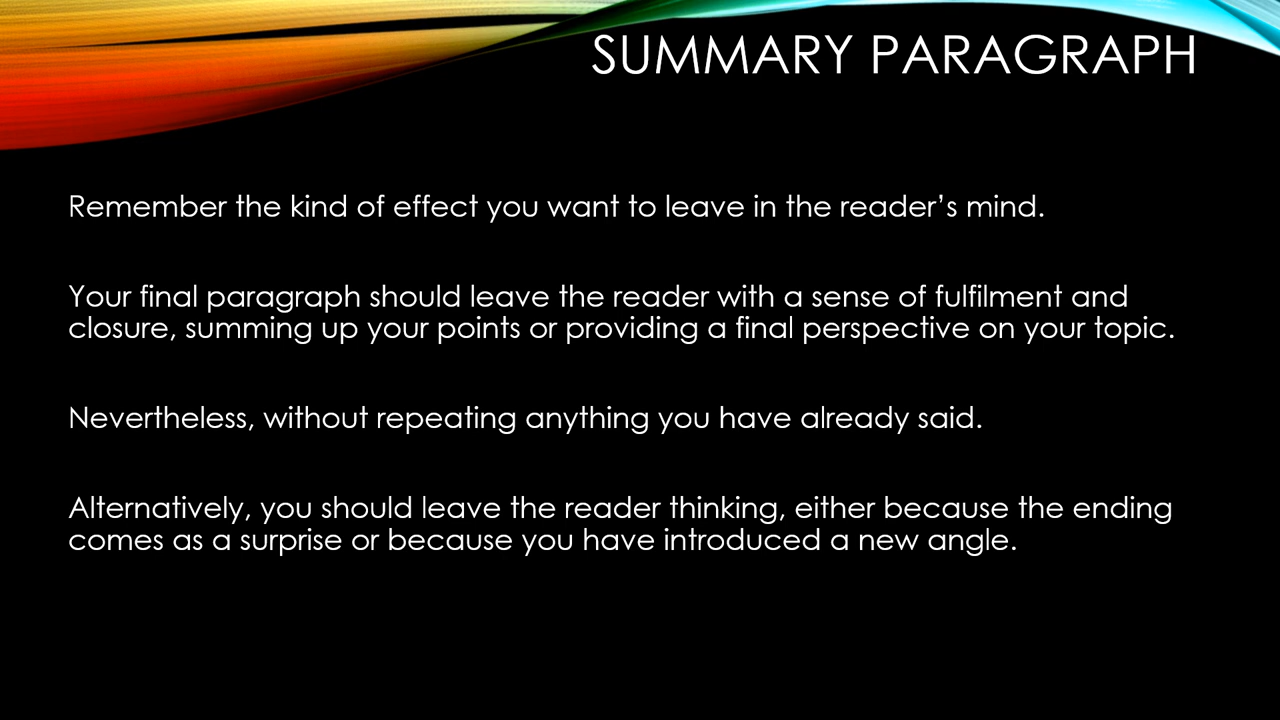 SUMMARY PARAGRAPH
Remember the kind of effect you want to leave in the reader’s mind.
Your final paragraph should leave the reader with a sense of fulfilment and
closure, summing up your points or providing a final perspective on your topic.
Nevertheless, without repeating anything you have already said.
Alternatively, you should leave the reader thinking, either because the ending
comes as a surprise or because you have introduced a new angle.